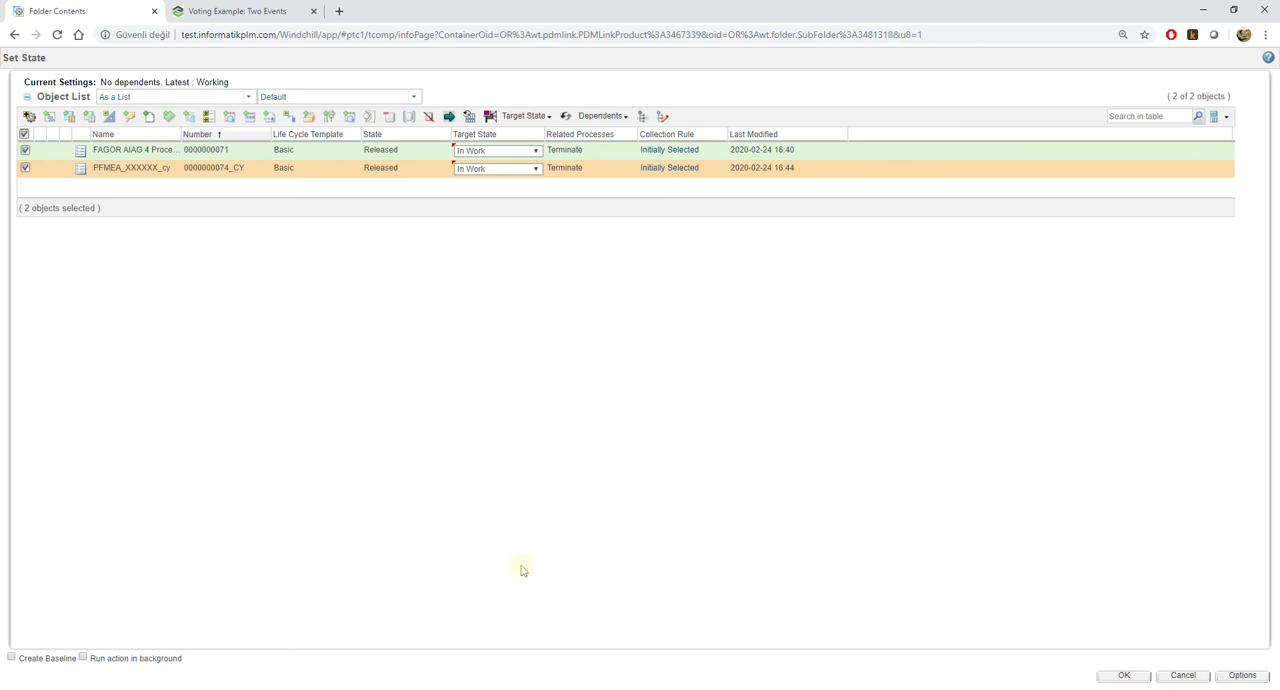 Folder Contents
Voting Example: Two Events
Güvenli değil
test.informatikplm.com/Windchill/app/#ptc1/tcomp/infoPage?ContainerOid=OR%3Awt.pdmlink.PDMLinkProduct%3A3467339&oid=OR%3Awt.folder.SubFolder%3A3481318&u8=1
Set State
Current Settings: No dependents, Latest : Working
Object List As a List Default ( 2 of 2 objects )
Target State Dependents Search in table
Name Number Life Cycle Template State Target State Related Processes Collection Rule Last Modified
FAGOR AIAG 4 Proce... 0000000071 Basic Released In Work Terminate Initially Selected 2020-02-24 16:40
PFMEA_XXXXXX_cy 0000000074_CY Basic Released In Work Terminate Initially Selected 2020-02-24 16:44
( 2 objects selected )
Create Baseline Run action in background
OK Cancel Options